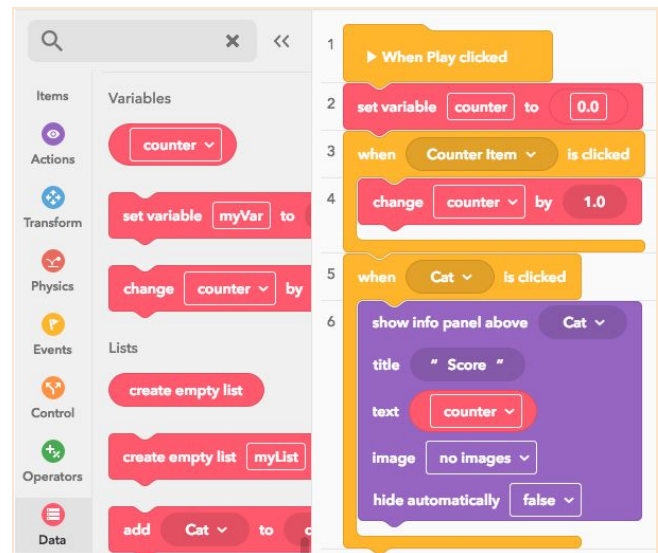 Items
Actions
Transform
Physics
Events
Control
Operators
Data
Variables
counter
set variable myVar to
change counter by
Lists
create empty list
create empty list myList
add Cat to
1 When Play clicked
2 set variable counter to 0.0
3 when Counter Item is clicked
4 change counter by 1.0
5 when Cat is clicked
6 show info panel above Cat
title " Score "
text counter
image no images
hide automatically false